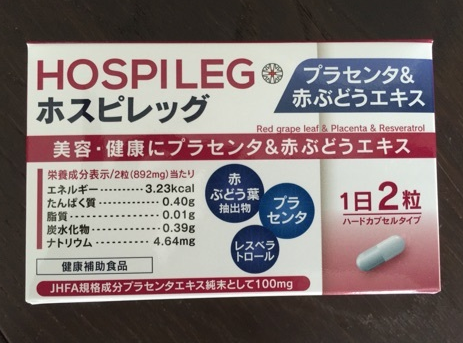 HOSPILEG
プラセンタ&
赤ぶどうエキス
ホスピレッグ
Red grape leaf & Placenta & Resveratrol
美容・健康にプラセンタ&赤ぶどうエキス
栄養成分表示/2粒(892mg)当たり
エネルギー‥‥‥‥3.23kcal
たんぱく質‥‥‥‥0.40g
脂質‥‥‥‥0.01g
炭水化物‥‥‥‥0.39g
ナトリウム‥‥‥‥4.64mg
赤
ぶどう葉
抽出物
プラ
センタ
レスベラ
トロール
1日2粒
ハードカプセルタイプ
健康補助食品
JHFA規格成分プラセンタエキス純末として100mg